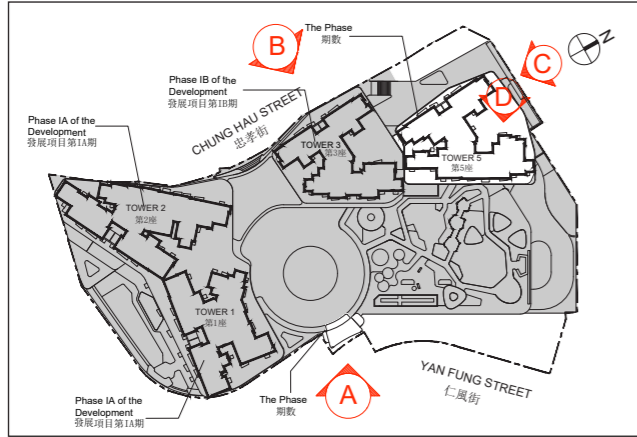 B
The Phase
期數
C
N
D
Phase IB of the
Development
發展項目第IB期
Phase IA of the
Development
發展項目第IA期
CHUNG HAU STREET
忠孝街
TOWER 3
第3座
TOWER 5
第5座
TOWER 2
第2座
TOWER 1
第1座
YAN FUNG STREET
仁風街
A
The Phase
期數
Phase IA of the
Development
發展項目第IA期